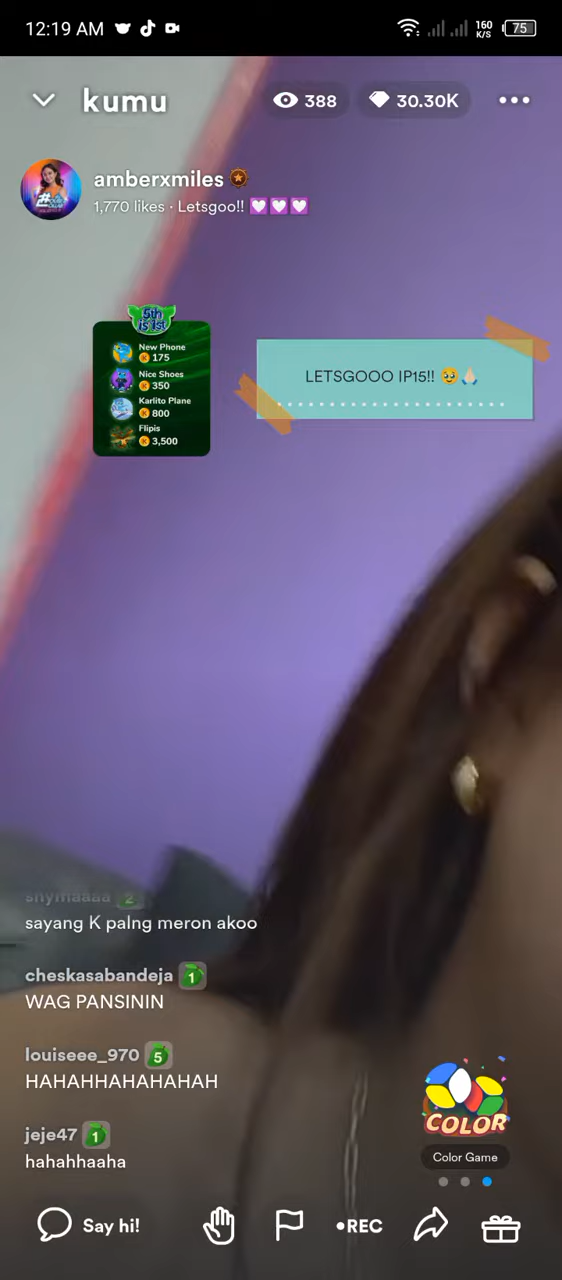 12:19 AM
160
K/S
75
kumu
388
30.30K
amberxmiles
1,770 likes · Letsgoo!! 💟💟💟
5th
is 1st
New Phone
175
Nice Shoes
350
Karlito Plane
800
Flipis
3,500
LETSGOOO IP15!! 🥹🙏🏻
2
sayang K palng meron akoo
cheskasabandeja 1
WAG PANSININ
louiseee_970 5
HAHAHHAHAHAHAH
jeje47 1
hahahhaaha
COLOR
Color Game
Say hi!
•REC